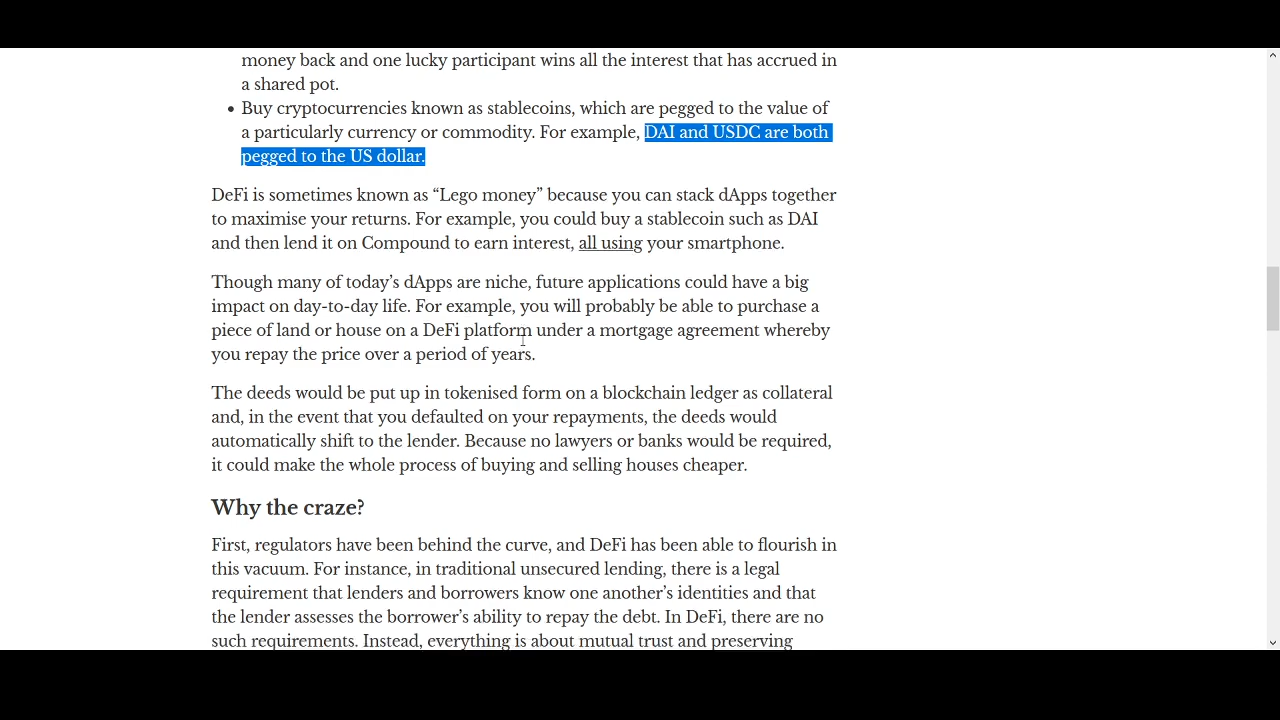 money back and one lucky participant wins all the interest that has accrued in
a shared pot.
• Buy cryptocurrencies known as stablecoins, which are pegged to the value of
a particularly currency or commodity. For example, DAI and USDC are both
pegged to the US dollar.
DeFi is sometimes known as “Lego money” because you can stack dApps together
to maximise your returns. For example, you could buy a stablecoin such as DAI
and then lend it on Compound to earn interest, all using your smartphone.
Though many of today’s dApps are niche, future applications could have a big
impact on day-to-day life. For example, you will probably be able to purchase a
piece of land or house on a DeFi platform under a mortgage agreement whereby
you repay the price over a period of years.
The deeds would be put up in tokenised form on a blockchain ledger as collateral
and, in the event that you defaulted on your repayments, the deeds would
automatically shift to the lender. Because no lawyers or banks would be required,
it could make the whole process of buying and selling houses cheaper.
Why the craze?
First, regulators have been behind the curve, and DeFi has been able to flourish in
this vacuum. For instance, in traditional unsecured lending, there is a legal
requirement that lenders and borrowers know one another’s identities and that
the lender assesses the borrower’s ability to repay the debt. In DeFi, there are no
such requirements. Instead, everything is about mutual trust and preserving